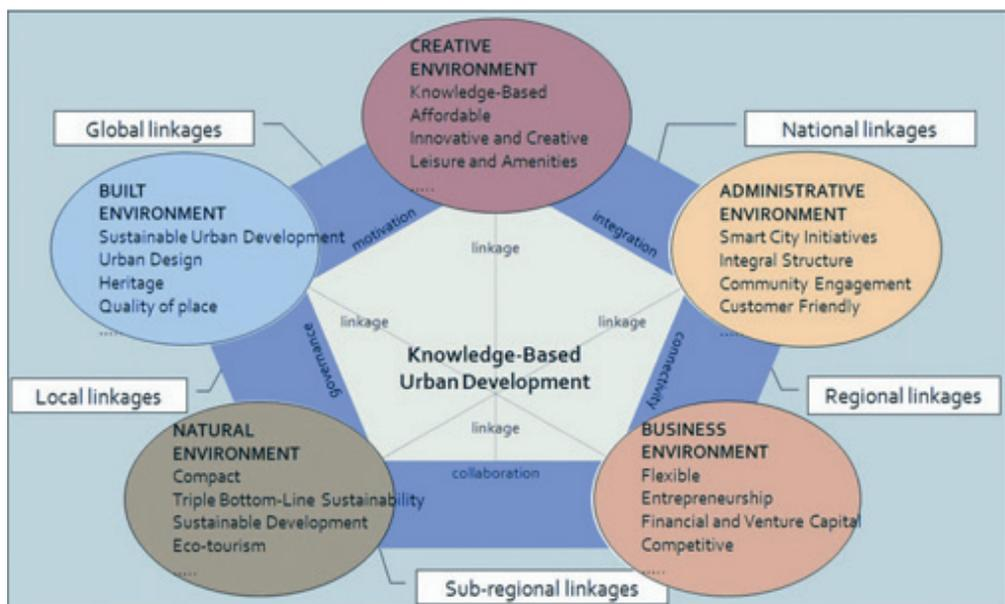 CREATIVE
ENVIRONMENT
Knowledge-Based
Affordable
Innovative and Creative
Leisure and Amenities
.....
Global linkages
National linkages
BUILT
ENVIRONMENT
Sustainable Urban Development
Urban Design
Heritage
Quality of place
.....
motivation
linkage
integration
ADMINISTRATIVE
ENVIRONMENT
Smart City Initiatives
Integral Structure
Community Engagement
Customer Friendly
.....
linkage
linkage
governance
Knowledge-Based
Urban Development
connectivity
Local linkages
Regional linkages
linkage
collaboration
NATURAL
ENVIRONMENT
Compact
Triple Bottom-Line Sustainability
Sustainable Development
Eco-tourism
.....
BUSINESS
ENVIRONMENT
Flexible
Entrepreneurship
Financial and Venture Capital
Competitive
.....
Sub-regional linkages